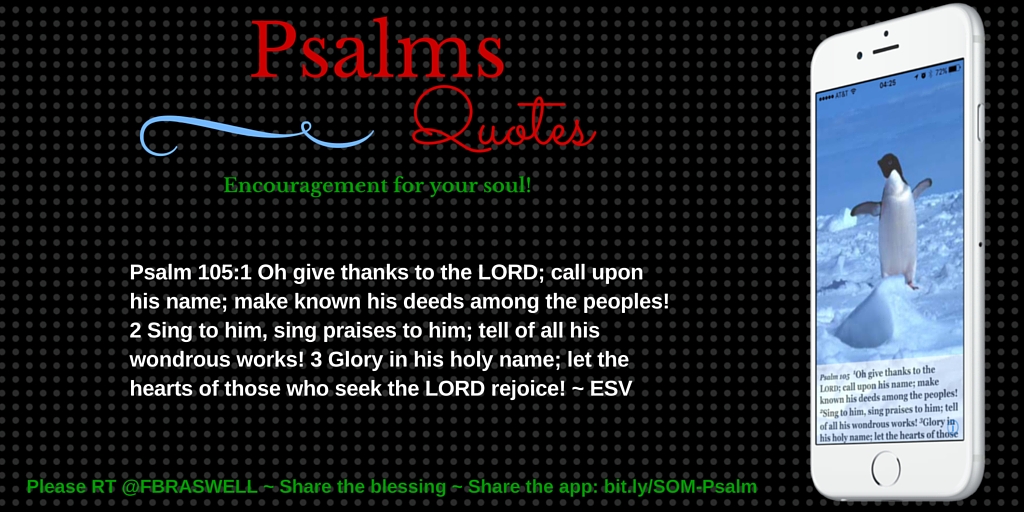 Psalms
Quotes
Encouragement for your soul!
Psalm 105:1 Oh give thanks to the LORD; call upon
his name; make known his deeds among the peoples!
2 Sing to him, sing praises to him; tell of all his
wondrous works! 3 Glory in his holy name; let the
hearts of those who seek the LORD rejoice! ~ ESV
Please RT @FBRASWELL ~ Share the blessing ~ Share the app: bit.ly/SOM-Psalm
AT&T 04:25 72%
Psalm 105 ¹Oh give thanks to the
LORD; call upon his name; make
known his deeds among the peoples!
²Sing to him, sing praises to him; tell
of all his wondrous works! ³Glory in
his holy name; let the hearts of those